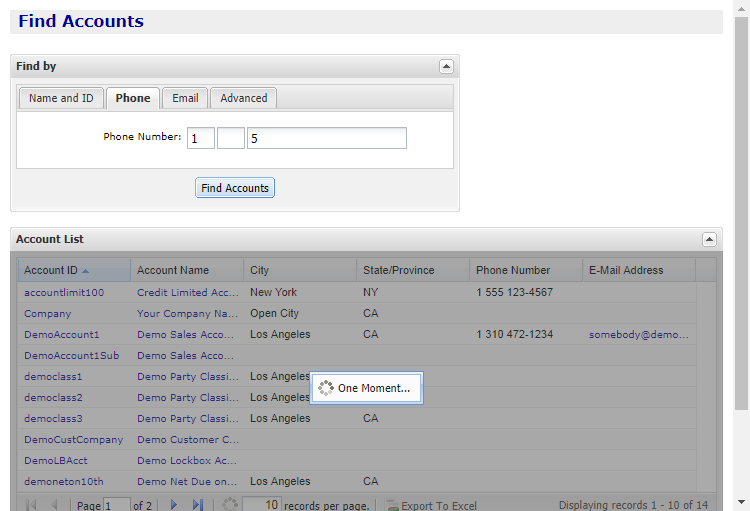 Find Accounts
Find by
Name and ID Phone Email Advanced
Phone Number: 1 5
Find Accounts
Account List
Account ID Account Name City State/Province Phone Number E-Mail Address
accountlimit100 Credit Limited Acc... New York NY 1 555 123-4567
Company Your Company Na... Open City CA
DemoAccount1 Demo Sales Acco... Los Angeles CA 1 310 472-1234 somebody@demo...
DemoAccount1Sub Demo Sales Acco...
democlass1 Demo Party Classi... Los Angeles
One Moment...
democlass2 Demo Party Classi... Los Angeles
democlass3 Demo Party Classi... Los Angeles CA
DemoCustCompany Demo Customer C...
DemoLBAcct Demo Lockbox Ac...
demoneton10th Demo Net Due on... Los Angeles CA
Page 1 of 2 10 records per page. Export To Excel Displaying records 1 - 10 of 14